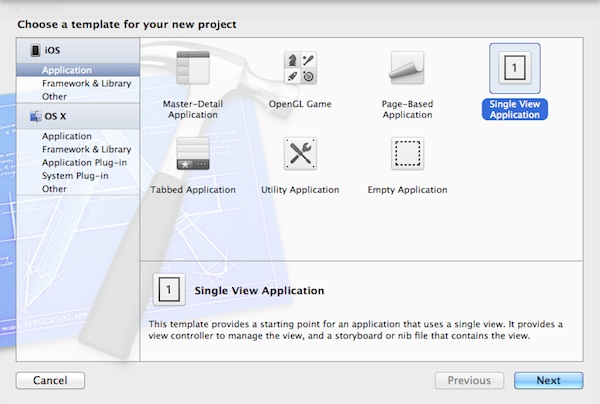 Choose a template for your new project
iOS
Application
Framework & Library
Other
OS X
Application
Framework & Library
Application Plug-in
System Plug-in
Other
Master-Detail
Application
OpenGL Game
Page-Based
Application
1
Single View
Application
Tabbed Application
Utility Application
Empty Application
1
Single View Application
This template provides a starting point for an application that uses a single view. It provides a
view controller to manage the view, and a storyboard or nib file that contains the view.
Cancel
Previous
Next